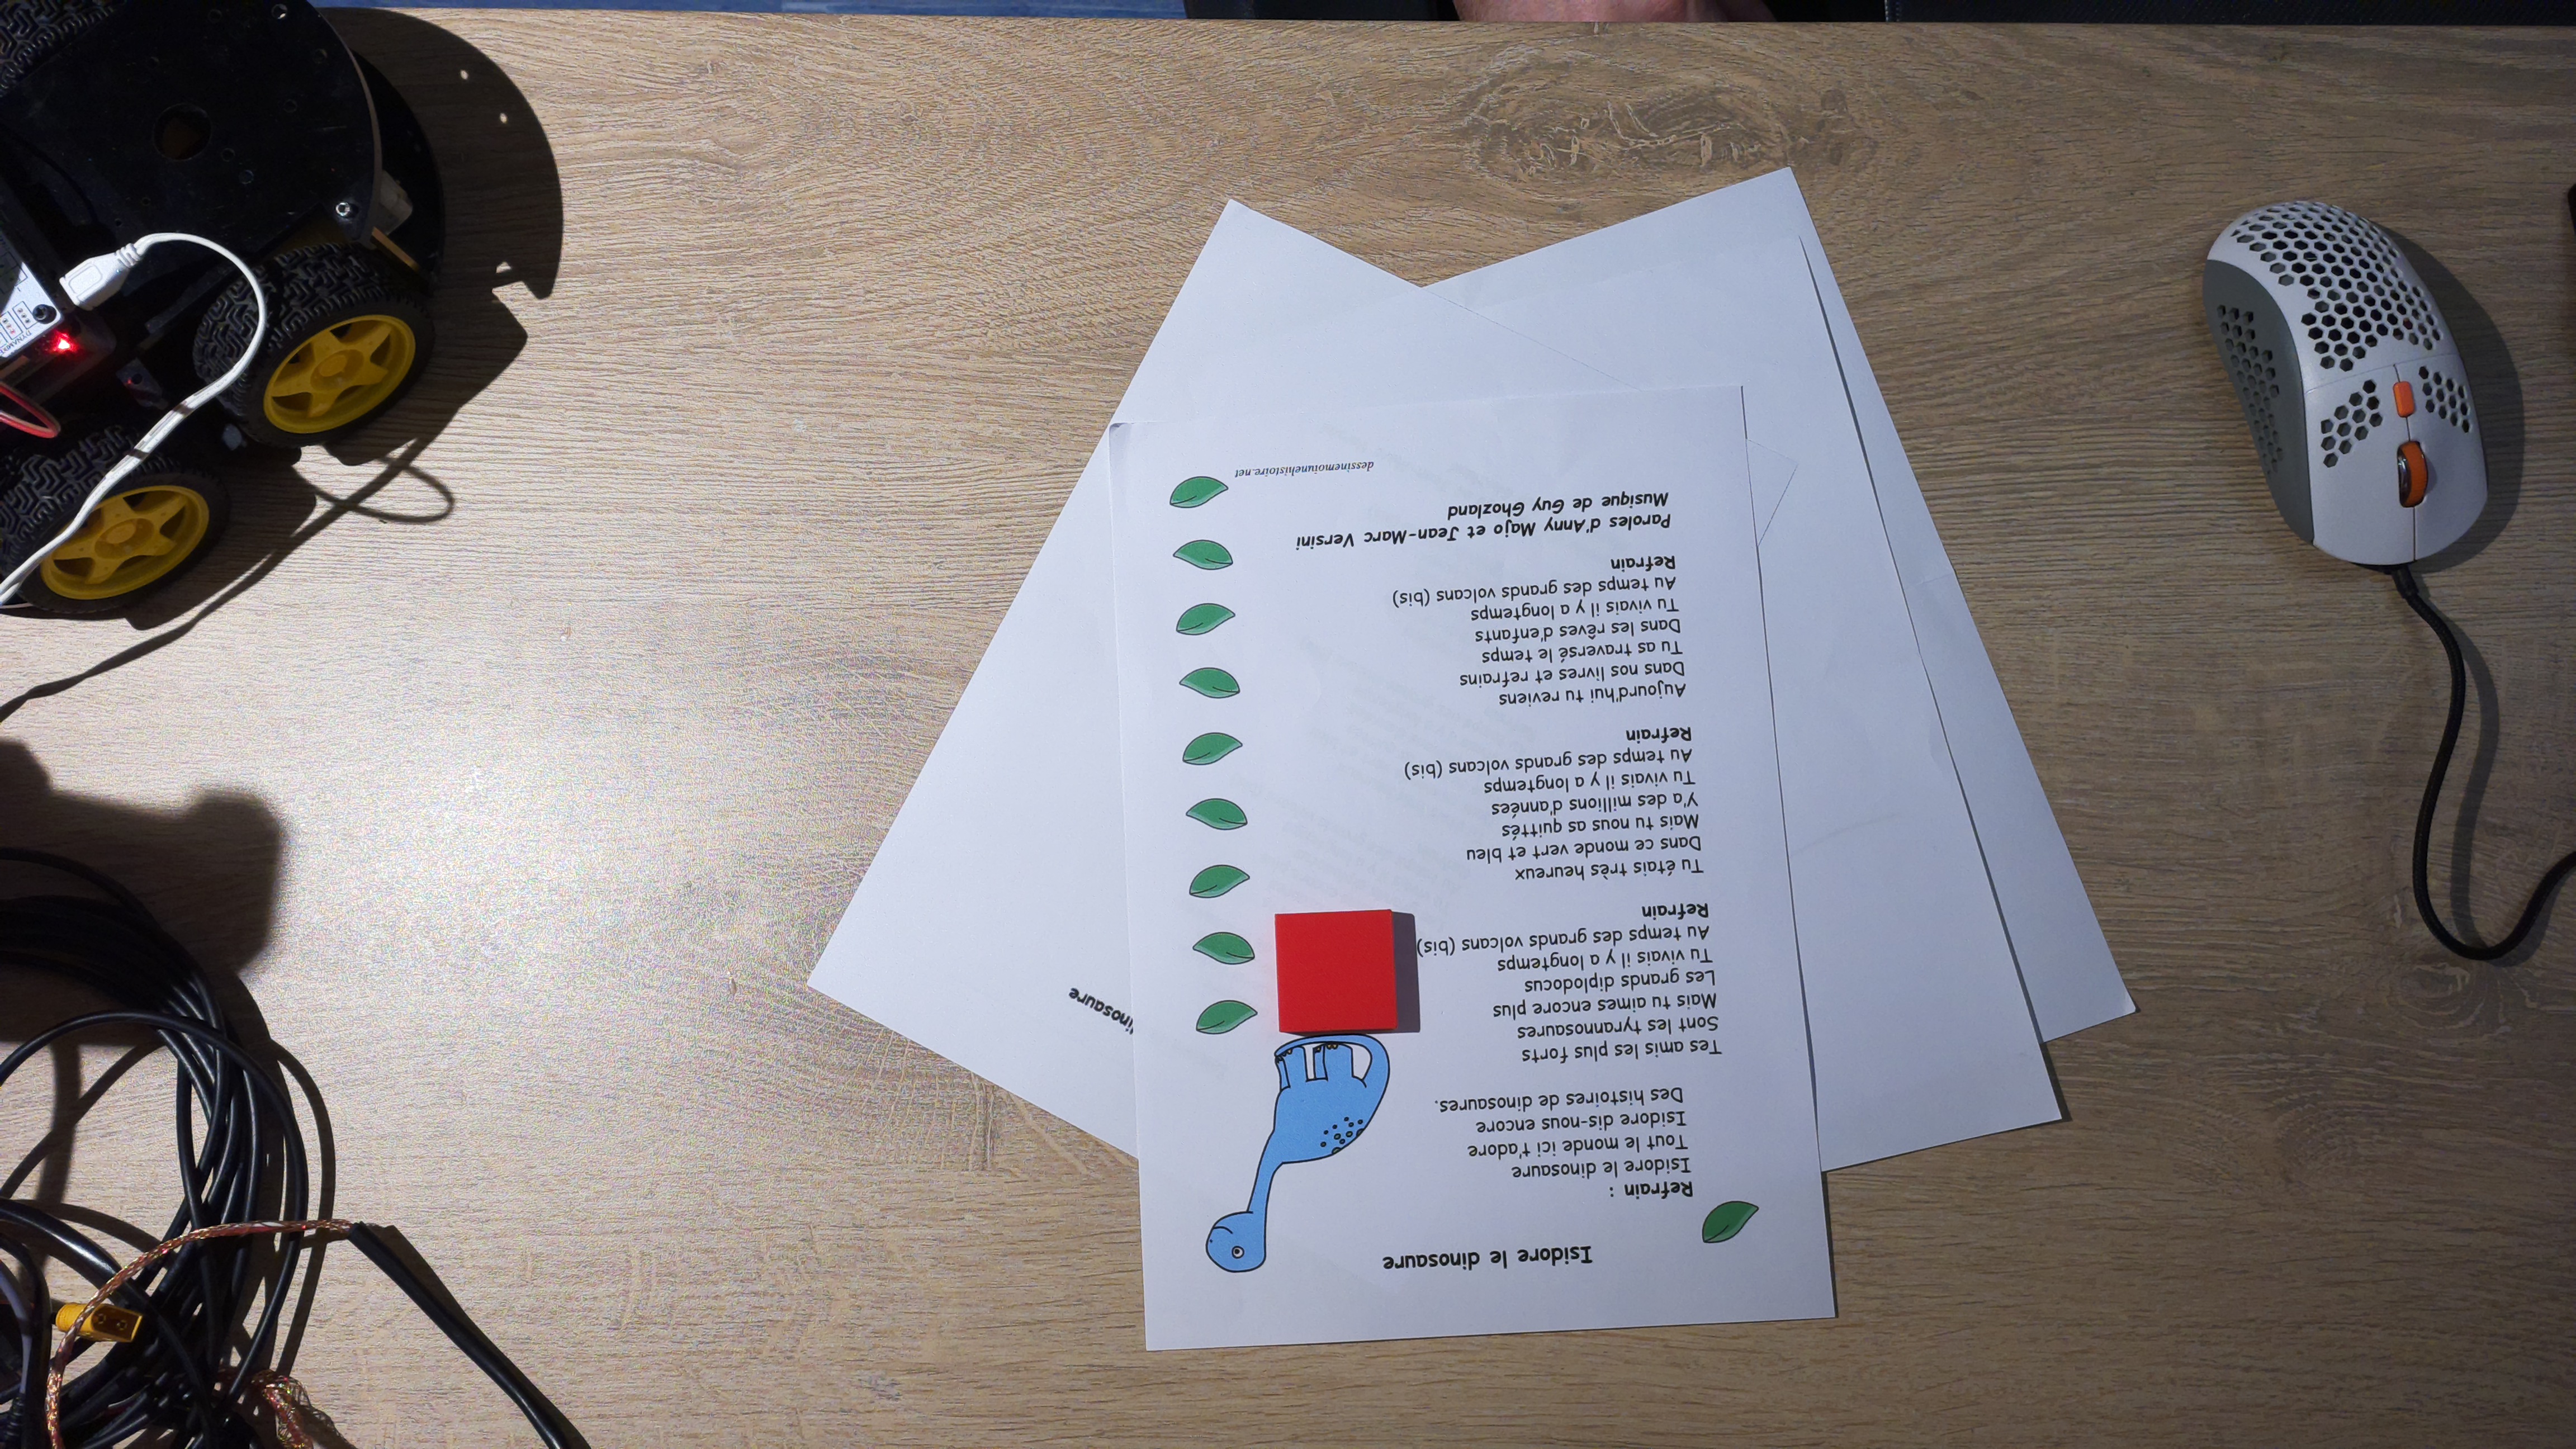 Isidore le dinosaure
Refrain :
Isidore le dinosaure
Tout le monde ici t'adore
Isidore dis-nous encore
Des histoires de dinosaures.
Tes amis les plus forts
Sont les tyrannosaures
Mais tu aimes encore plus
Les grands diplodocus
Tu vivais il y a longtemps
Au temps des grands volcans (bis)
Refrain
Tu étais très heureux
Dans ce monde vert et bleu
Mais tu nous as quittés
Y'a des millions d'années
Tu vivais il y a longtemps
Au temps des grands volcans (bis)
Refrain
Aujourd'hui tu reviens
Dans nos livres et refrains
Tu as traversé le temps
Dans les rêves d'enfants
Tu vivais il y a longtemps
Au temps des grands volcans (bis)
Refrain
Paroles d'Anny Majo et Jean-Marc Versini
Musique de Guy Ghozland
dessinemoiunehistoire.net
inosaure